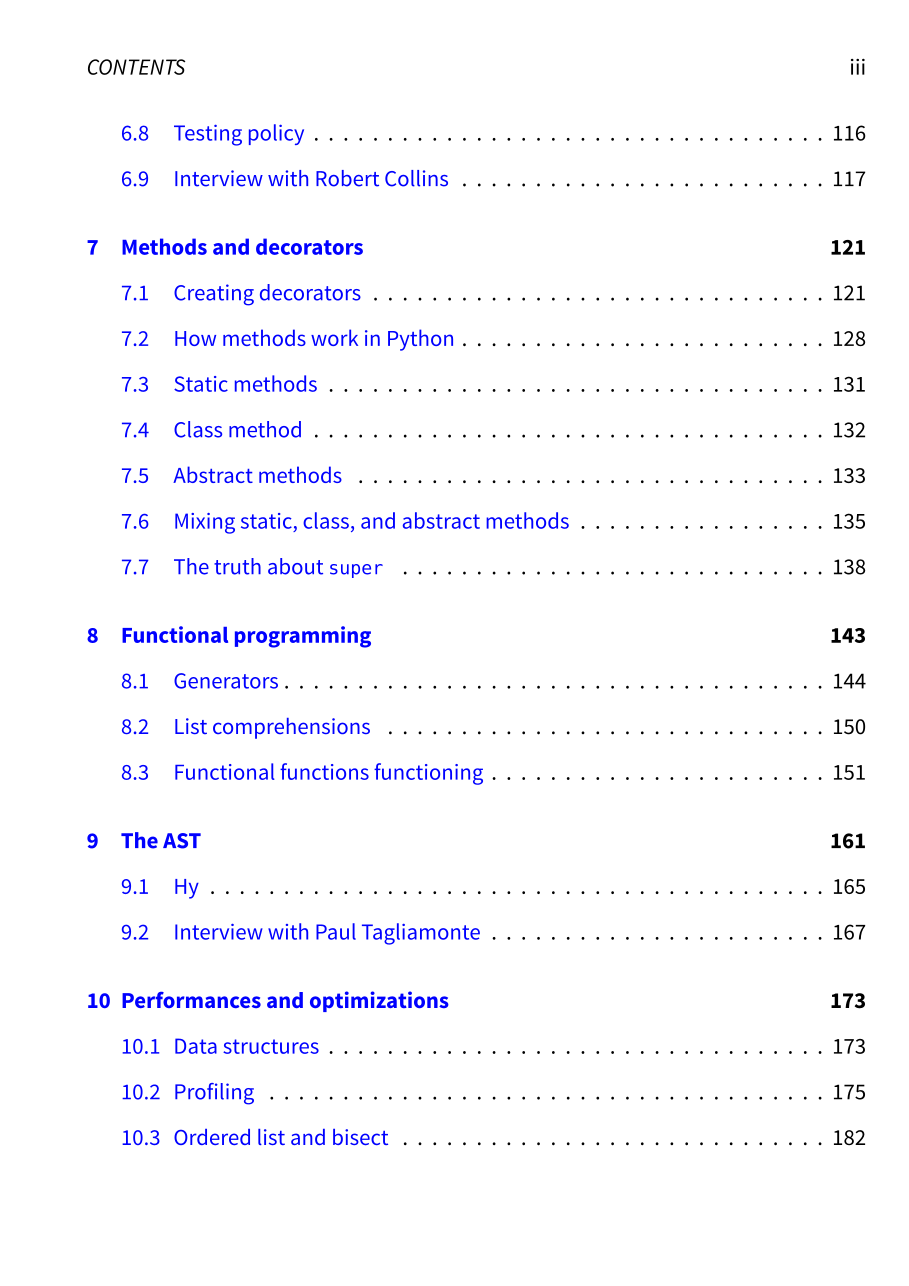 CONTENTS iii
6.8 Testing policy . . . . . . . . . . . . . . . . . . . . . . . . . . . . . . . . . . . 116
6.9 Interview with Robert Collins . . . . . . . . . . . . . . . . . . . . . . . . . 117
7 Methods and decorators 121
7.1 Creating decorators . . . . . . . . . . . . . . . . . . . . . . . . . . . . . . . 121
7.2 How methods work in Python . . . . . . . . . . . . . . . . . . . . . . . . . 128
7.3 Static methods . . . . . . . . . . . . . . . . . . . . . . . . . . . . . . . . . . 131
7.4 Class method . . . . . . . . . . . . . . . . . . . . . . . . . . . . . . . . . . . 132
7.5 Abstract methods . . . . . . . . . . . . . . . . . . . . . . . . . . . . . . . . 133
7.6 Mixing static, class, and abstract methods . . . . . . . . . . . . . . . . . 135
7.7 The truth about super . . . . . . . . . . . . . . . . . . . . . . . . . . . . . 138
8 Functional programming 143
8.1 Generators . . . . . . . . . . . . . . . . . . . . . . . . . . . . . . . . . . . . . 144
8.2 List comprehensions . . . . . . . . . . . . . . . . . . . . . . . . . . . . . . 150
8.3 Functional functions functioning . . . . . . . . . . . . . . . . . . . . . . . 151
9 The AST 161
9.1 Hy . . . . . . . . . . . . . . . . . . . . . . . . . . . . . . . . . . . . . . . . . . 165
9.2 Interview with Paul Tagliamonte . . . . . . . . . . . . . . . . . . . . . . . 167
10 Performances and optimizations 173
10.1 Data structures . . . . . . . . . . . . . . . . . . . . . . . . . . . . . . . . . . 173
10.2 Profiling . . . . . . . . . . . . . . . . . . . . . . . . . . . . . . . . . . . . . . 175
10.3 Ordered list and bisect . . . . . . . . . . . . . . . . . . . . . . . . . . . . . 182